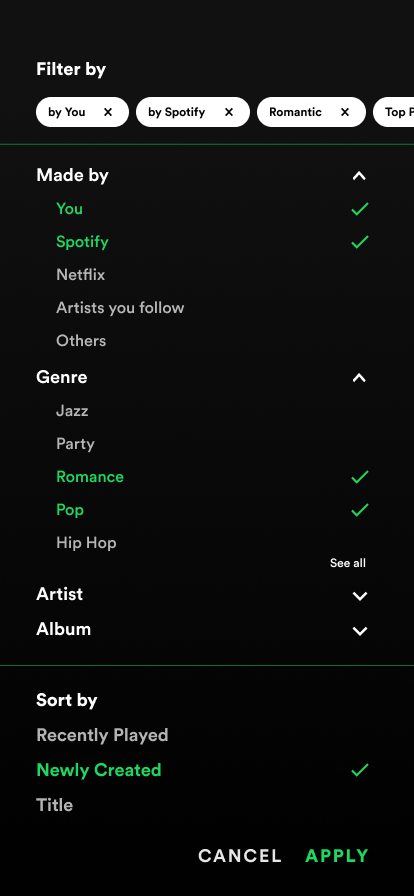 Filter by
by You ✕ by Spotify ✕ Romantic ✕ Top
Made by
You
Spotify
Netflix
Artists you follow
Others
Genre
Jazz
Party
Romance
Pop
Hip Hop
See all
Artist
Album
Sort by
Recently Played
Newly Created
Title
CANCEL APPLY